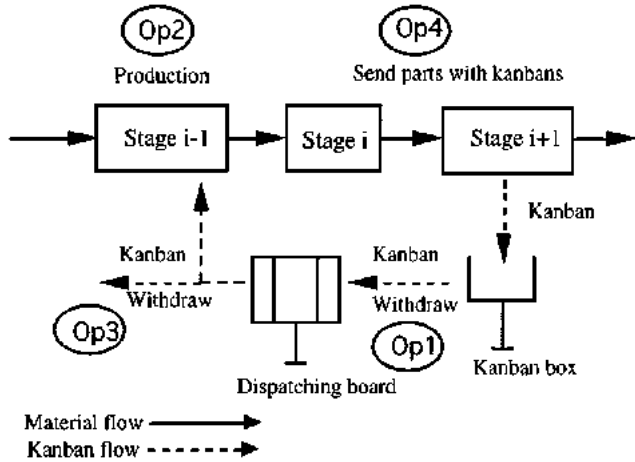 Op2
Op4
Production
Send parts with kanbans
Stage i-1
Stage i
Stage i+1
Kanban
Kanban
Kanban
Withdraw
Withdraw
Op3
Op1
Kanban box
Dispatching board
Material flow
Kanban flow